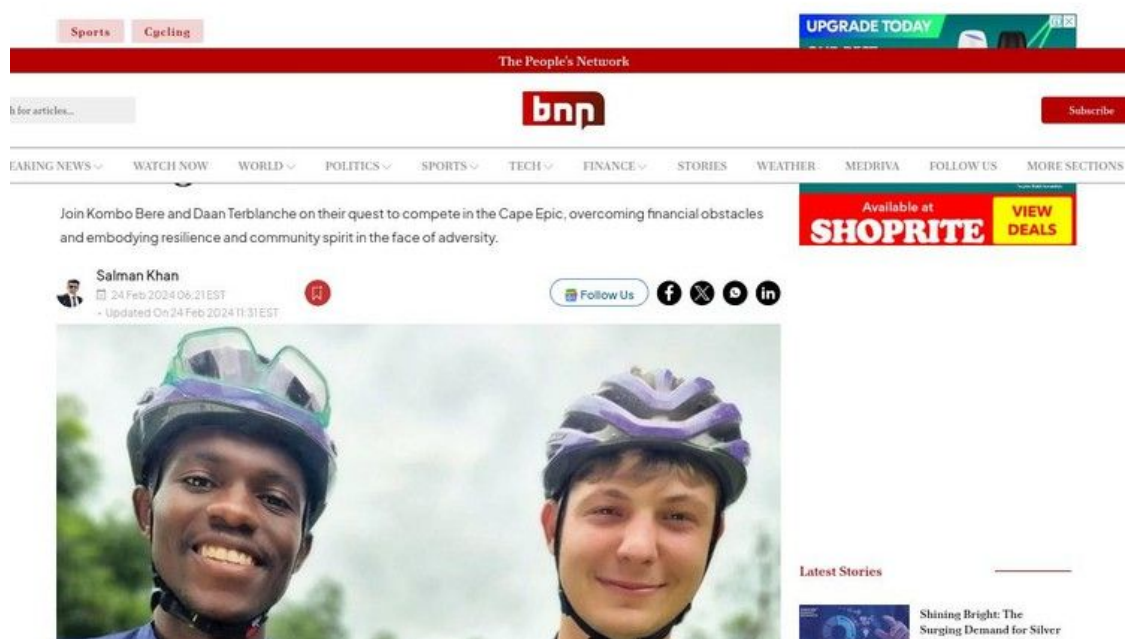 Sports Cycling
UPGRADE TODAY
The People's Network
h for articles...
bnn
Subscribe
EAKING NEWS WATCH NOW WORLD POLITICS SPORTS TECH FINANCE STORIES WEATHER MEDRIVA FOLLOW US MORE SECTIONS
Join Kombo Bere and Daan Terblanche on their quest to compete in the Cape Epic, overcoming financial obstacles
and embodying resilience and community spirit in the face of adversity.
Available at
SHOPRITE
VIEW
DEALS
Salman Khan
24 Feb 2024 06:21 EST
- Updated On 24 Feb 2024 11:31 EST
Follow Us
Latest Stories
Shining Bright: The
Surging Demand for Silver